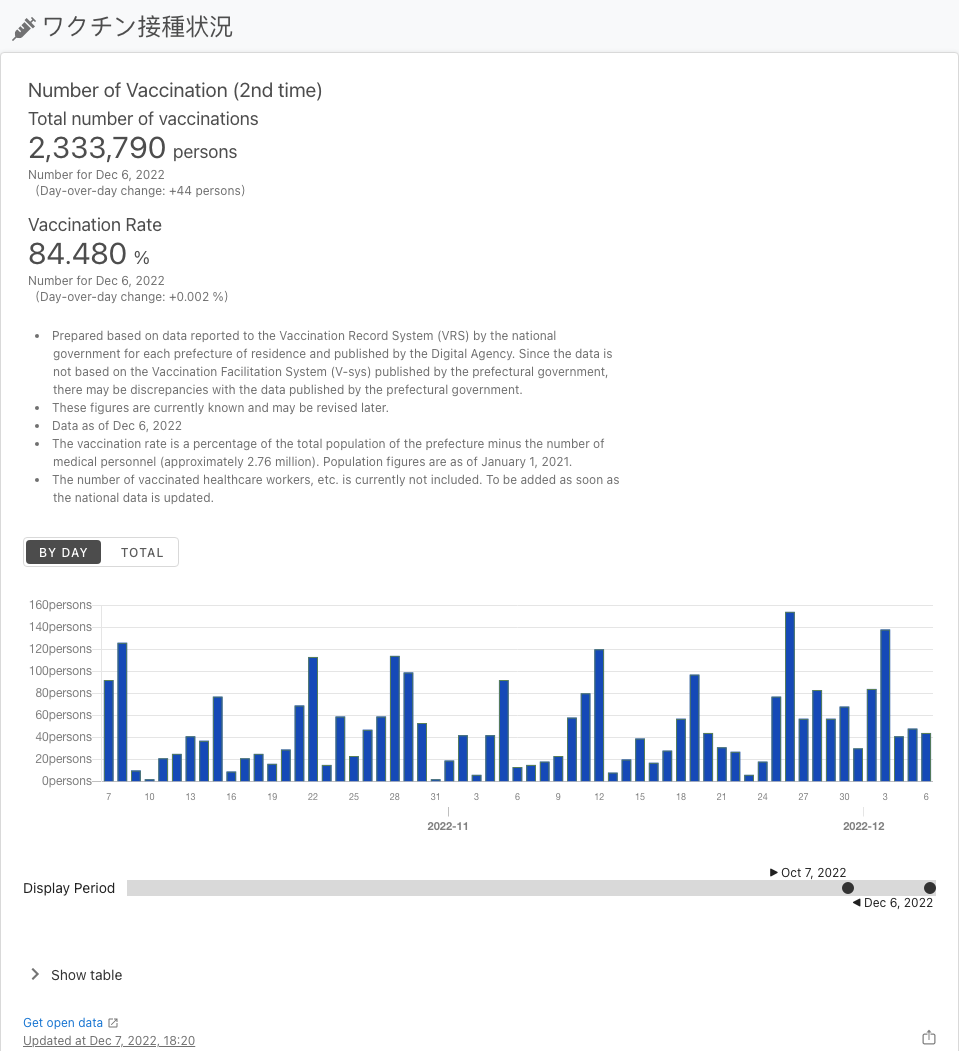 ワクチン接種状況
Number of Vaccination (2nd time)
Total number of vaccinations
2,333,790 persons
Number for Dec 6, 2022
(Day-over-day change: +44 persons)
Vaccination Rate
84.480 %
Number for Dec 6, 2022
(Day-over-day change: +0.002 %)
• Prepared based on data reported to the Vaccination Record System (VRS) by the national
government for each prefecture of residence and published by the Digital Agency. Since the data is
not based on the Vaccination Facilitation System (V-sys) published by the prefectural government,
there may be discrepancies with the data published by the prefectural government.
• These figures are currently known and may be revised later.
• Data as of Dec 6, 2022
• The vaccination rate is a percentage of the total population of the prefecture minus the number of
medical personnel (approximately 2.76 million). Population figures are as of January 1, 2021.
• The number of vaccinated healthcare workers, etc. is currently not included. To be added as soon as
the national data is updated.
BY DAY TOTAL
160persons
140persons
120persons
100persons
80persons
60persons
40persons
20persons
0persons
7 10 13 16 19 22 25 28 31 3 6 9 12 15 18 21 24 27 30 3 6
2022-11 2022-12
Oct 7, 2022
Display Period
Dec 6, 2022
Show table
Get open data
Updated at Dec 7, 2022, 18:20